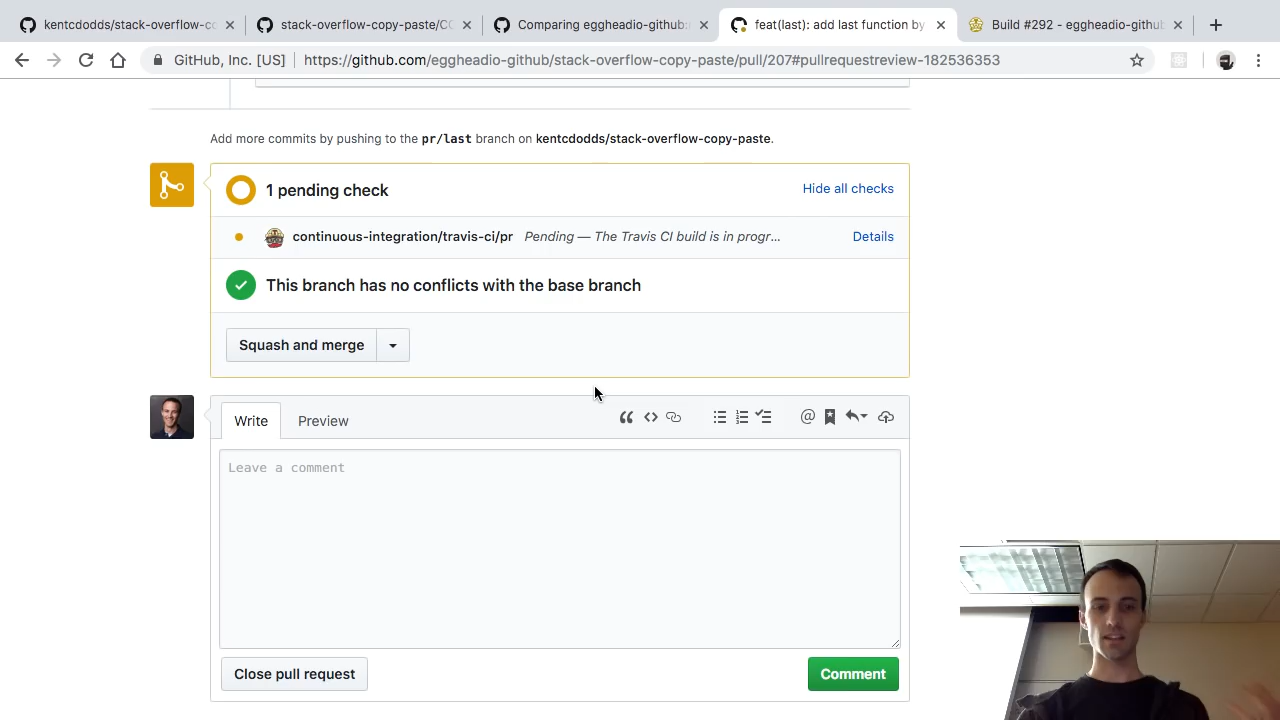 kentcdodds/stack-overflow-co
stack-overflow-copy-paste/CO
Comparing eggheadio-github:
feat(last): add last function by
Build #292 - eggheadio-github
GitHub, Inc. [US]
https://github.com/eggheadio-github/stack-overflow-copy-paste/pull/207#pullrequestreview-182536353
Add more commits by pushing to the pr/last branch on kentcdodds/stack-overflow-copy-paste.
1 pending check
Hide all checks
continuous-integration/travis-ci/pr Pending — The Travis CI build is in progr...
Details
This branch has no conflicts with the base branch
Squash and merge
Write
Preview
Leave a comment
Close pull request
Comment